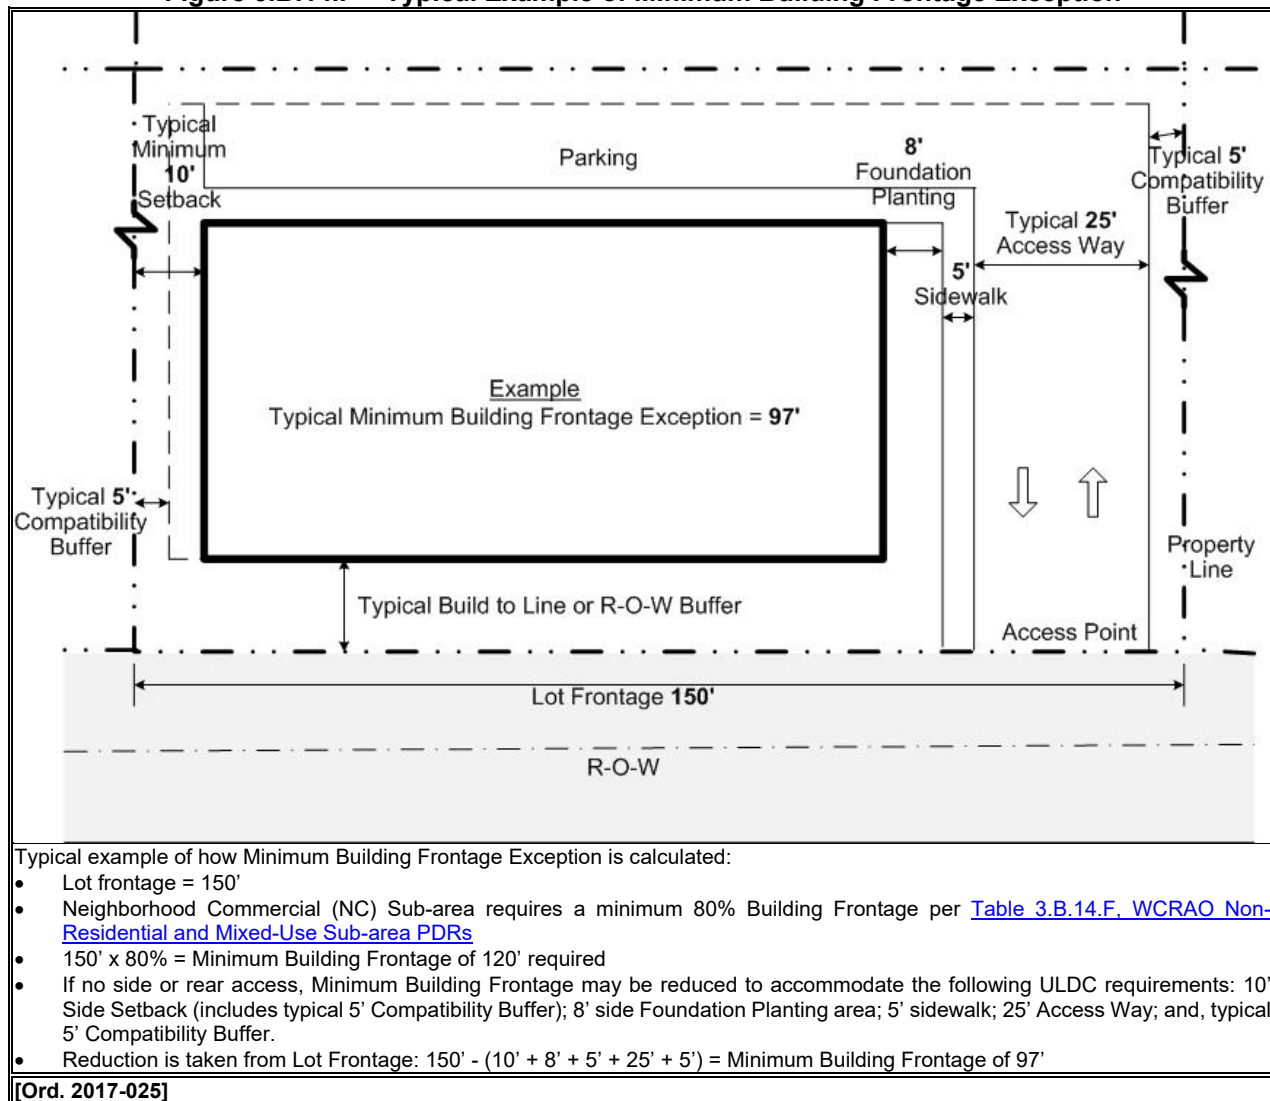 Typical
Minimum
10'
Setback
Parking
8'
Foundation
Planting
Typical 25'
Access Way
5'
Sidewalk
Typical 5'
Compatibility
Buffer
Example
Typical Minimum Building Frontage Exception = 97'
Typical 5'
Compatibility
Buffer
Property
Line
Typical Build to Line or R-O-W Buffer
Access Point
Lot Frontage 150'
R-O-W
Typical example of how Minimum Building Frontage Exception is calculated:
• Lot frontage = 150’
• Neighborhood Commercial (NC) Sub-area requires a minimum 80% Building Frontage per Table 3.B.14.F, WCRAO Non-
Residential and Mixed-Use Sub-area PDRs
• 150’ x 80% = Minimum Building Frontage of 120’ required
• If no side or rear access, Minimum Building Frontage may be reduced to accommodate the following ULDC requirements: 10’
Side Setback (includes typical 5’ Compatibility Buffer); 8’ side Foundation Planting area; 5’ sidewalk; 25’ Access Way; and, typical
5’ Compatibility Buffer.
• Reduction is taken from Lot Frontage: 150’ - (10’ + 8’ + 5’ + 25’ + 5’) = Minimum Building Frontage of 97’
[Ord. 2017-025]